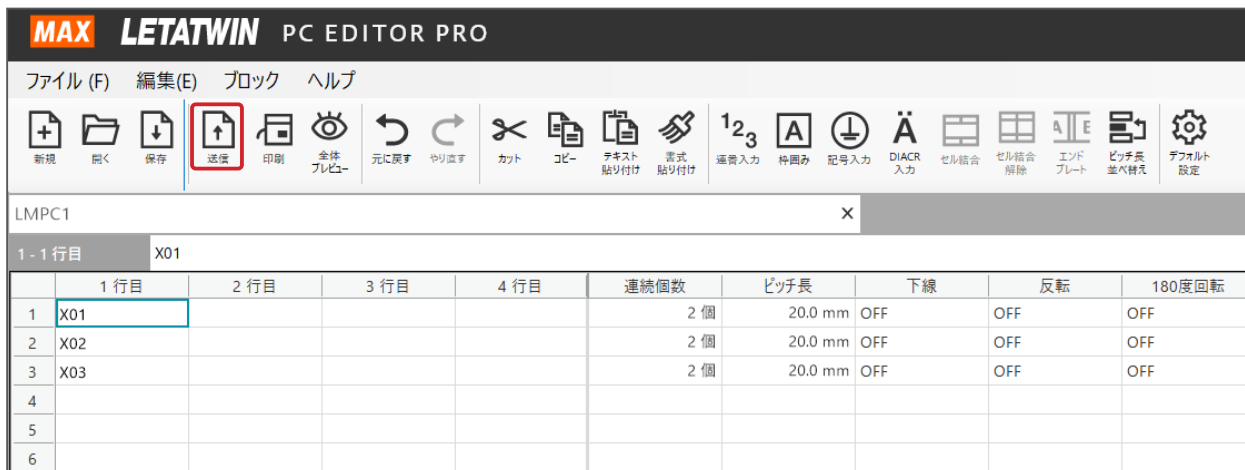 MAX LETATWIN PC EDITOR PRO
ファイル (F) 編集(E) ブロック ヘルプ
新規 開く 保存 送信 印刷 全体プレビュー 元に戻す やり直す カット コピー テキスト貼り付け 書式貼り付け 1 2 3 連番入力 A 枠囲み 記号入力 Ä DIACR入力 セル結合 セル結合解除 A E エンドプレート ピッチ長並べ替え デフォルト設定
LMPC1 ×
1 - 1 行目 X01
1 行目 2 行目 3 行目 4 行目 連続個数 ピッチ長 下線 反転 180度回転
1 X01 2 個 20.0 mm OFF OFF OFF
2 X02 2 個 20.0 mm OFF OFF OFF
3 X03 2 個 20.0 mm OFF OFF OFF
4
5
6